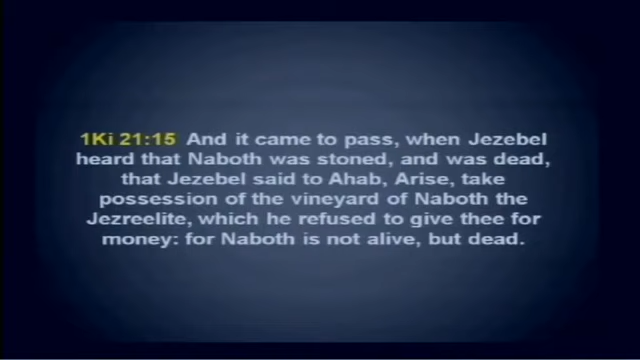 1Ki 21:15 And it came to pass, when Jezebel
heard that Naboth was stoned, and was dead,
that Jezebel said to Ahab, Arise, take
possession of the vineyard of Naboth the
Jezreelite, which he refused to give thee for
money: for Naboth is not alive, but dead.